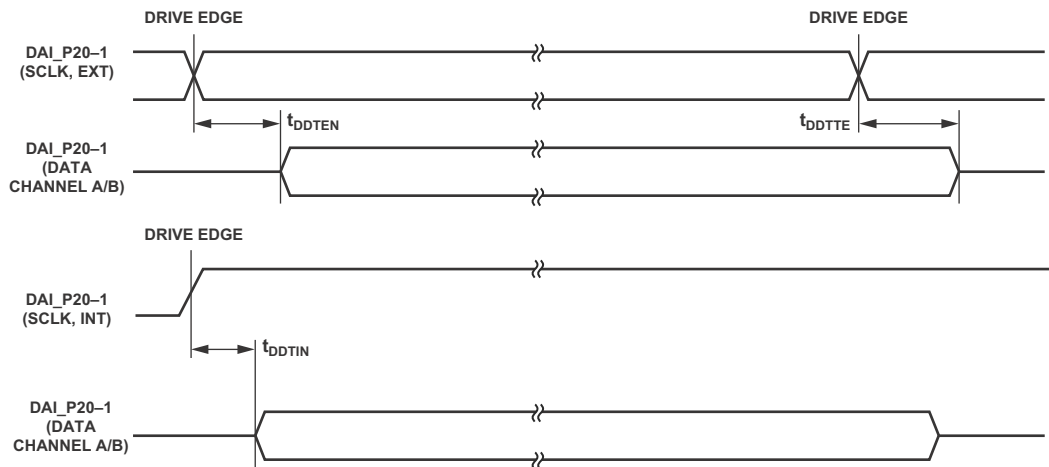 DRIVE EDGE
DRIVE EDGE
DAI_P20–1
(SCLK, EXT)
tDDTEN
tDDTTE
DAI_P20–1
(DATA
CHANNEL A/B)
DRIVE EDGE
DAI_P20–1
(SCLK, INT)
tDDTIN
DAI_P20–1
(DATA
CHANNEL A/B)